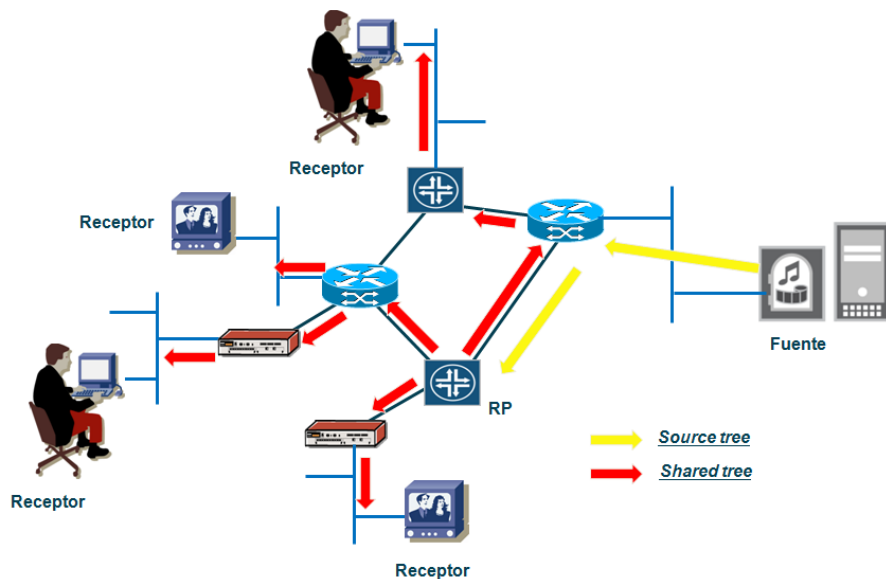 Receptor
Receptor
Fuente
RP
Source tree
Shared tree
Receptor
Receptor